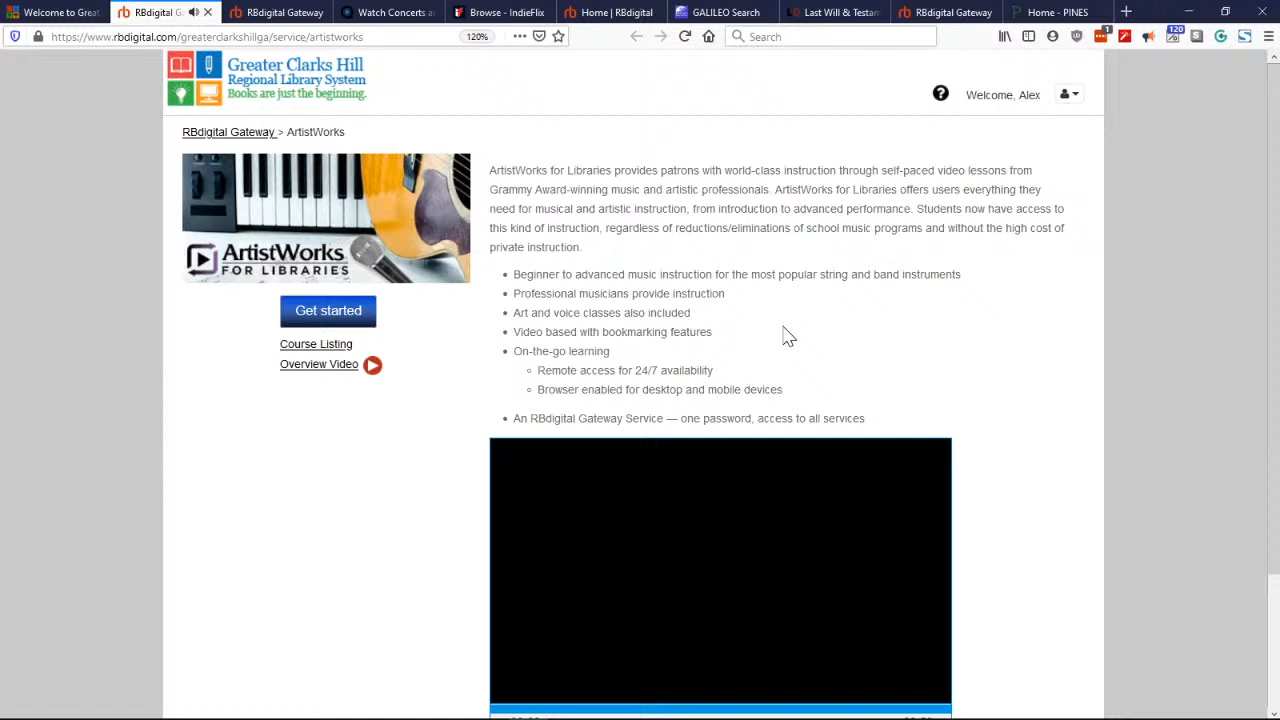 Welcome to Great
RBdigital G
RBdigital Gateway
Watch Concerts a
Browse - IndieFlix
Home | RBdigital
GALILEO Search
Last Will & Testam
RBdigital Gateway
Home - PINES
https://www.rbdigital.com/greaterclarkshillga/service/artistworks
120%
Search
1
120
Greater Clarks Hill
Regional Library System
Books are just the beginning.
Welcome, Alex
RBdigital Gateway > ArtistWorks
ArtistWorks
FOR LIBRARIES
Get started
Course Listing
Overview Video
ArtistWorks for Libraries provides patrons with world-class instruction through self-paced video lessons from
Grammy Award-winning music and artistic professionals. ArtistWorks for Libraries offers users everything they
need for musical and artistic instruction, from introduction to advanced performance. Students now have access to
this kind of instruction, regardless of reductions/eliminations of school music programs and without the high cost of
private instruction.
• Beginner to advanced music instruction for the most popular string and band instruments
• Professional musicians provide instruction
• Art and voice classes also included
• Video based with bookmarking features
• On-the-go learning
◦ Remote access for 24/7 availability
◦ Browser enabled for desktop and mobile devices
• An RBdigital Gateway Service — one password, access to all services